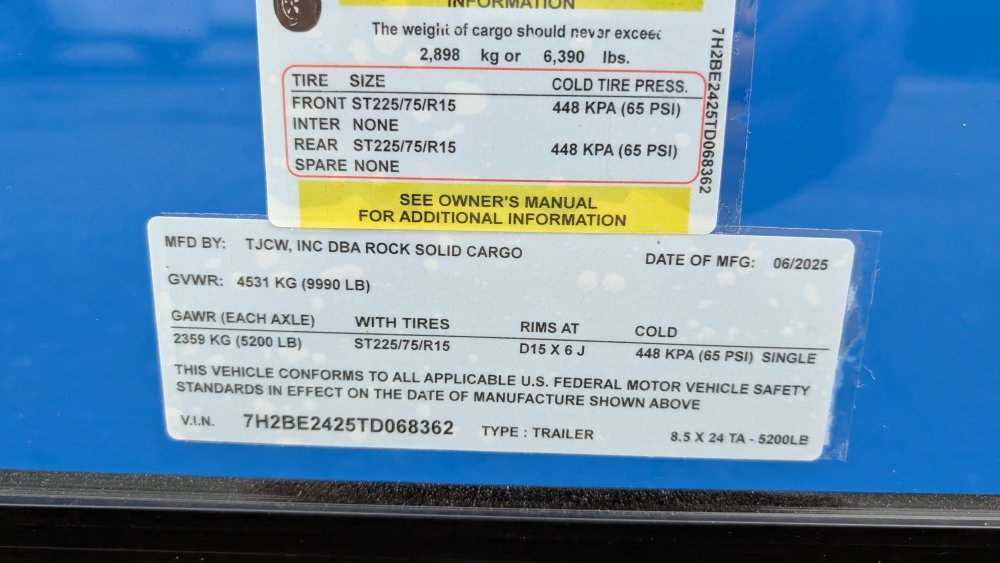 INFORMATION
The weight of cargo should never exceed
2,898 kg or 6,390 lbs.
TIRE SIZE COLD TIRE PRESS.
FRONT ST225/75/R15 448 KPA (65 PSI)
INTER NONE
REAR ST225/75/R15 448 KPA (65 PSI)
SPARE NONE
SEE OWNER'S MANUAL
FOR ADDITIONAL INFORMATION
7H2BE2425TD068362
MFD BY: TJCW, INC DBA ROCK SOLID CARGO DATE OF MFG: 06/2025
GVWR: 4531 KG (9990 LB)
GAWR (EACH AXLE) WITH TIRES RIMS AT COLD
2359 KG (5200 LB) ST225/75/R15 D15 X 6 J 448 KPA (65 PSI) SINGLE
THIS VEHICLE CONFORMS TO ALL APPLICABLE U.S. FEDERAL MOTOR VEHICLE SAFETY
STANDARDS IN EFFECT ON THE DATE OF MANUFACTURE SHOWN ABOVE
V.I.N. 7H2BE2425TD068362 TYPE : TRAILER 8.5 X 24 TA - 5200LB